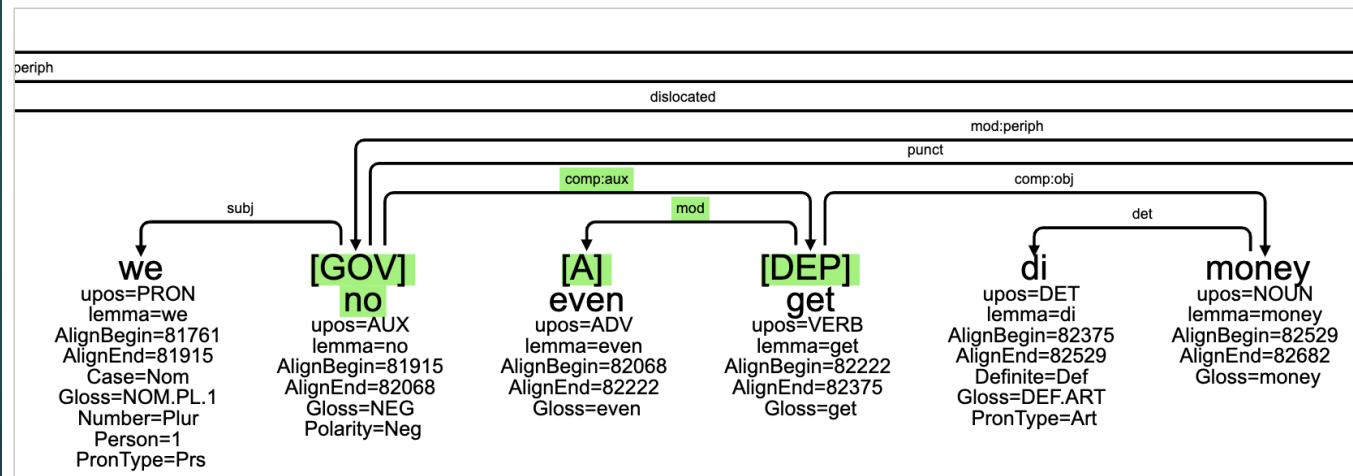 periph
dislocated
mod:periph
punct
comp:aux comp:obj
subj mod det
we [GOV] [A] [DEP] di money
no even get
upos=PRON upos=AUX upos=ADV upos=VERB upos=DET upos=NOUN
lemma=we lemma=no lemma=even lemma=get lemma=di lemma=money
AlignBegin=81761 AlignBegin=81915 AlignBegin=82068 AlignBegin=82222 AlignBegin=82375 AlignBegin=82529
AlignEnd=81915 AlignEnd=82068 AlignEnd=82222 AlignEnd=82375 AlignEnd=82529 AlignEnd=82682
Case=Nom Gloss=NEG Gloss=even Gloss=get Definite=Def Gloss=money
Gloss=NOM.PL.1 Polarity=Neg Gloss=DEF.ART
Number=Plur PronType=Art
Person=1
PronType=Prs